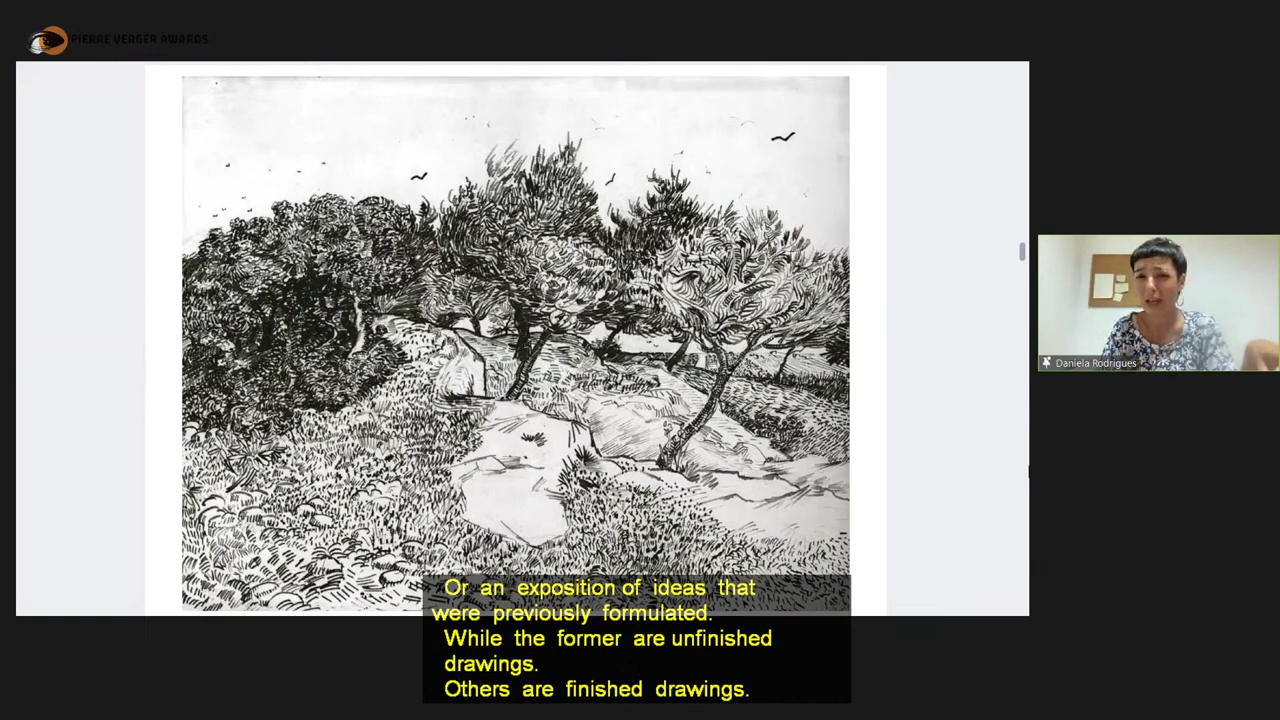 PIERRE VERGER AWARDS
Daniela Rodrigues
Or an exposition of ideas that
were previously formulated.
While the former are unfinished
drawings.
Others are finished drawings.